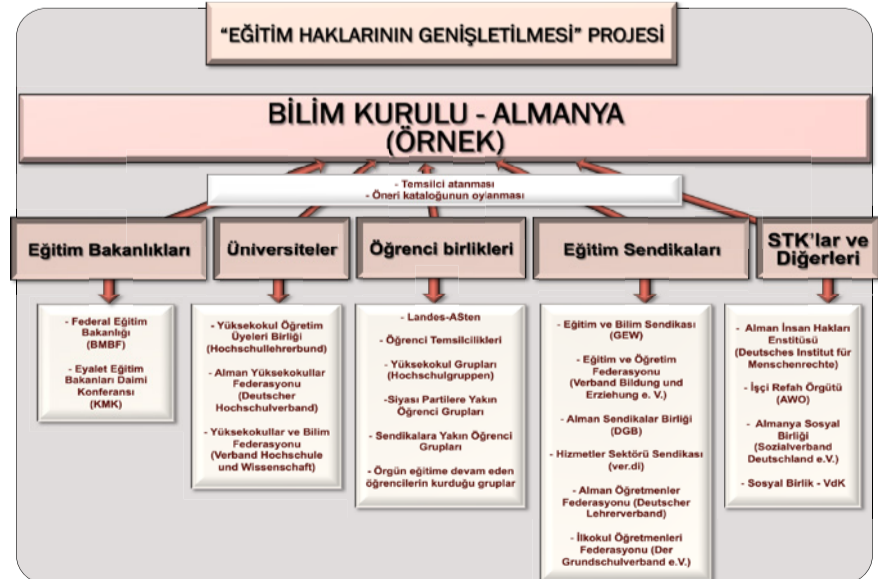 “EĞİTİM HAKLARININ GENİŞLETİLMESİ” PROJESİ
BİLİM KURULU - ALMANYA
(ÖRNEK)
- Temsilci atanması
- Öneri kataloğunun oylanması
Eğitim Bakanlıkları
- Federal Eğitim
Bakanlığı
(BMBF)
- Eyalet Eğitim
Bakanları Daimi
Konferansı
(KMK)
Üniversiteler
- Yüksekokul Öğretim
Üyeleri Birliği
(Hochschullehrerbund)
- Alman Yüksekokullar
Federasyonu
(Deutscher
Hochschulverband)
- Yüksekokullar ve Bilim
Federasyonu
(Verband Hochschule
und Wissenschaft)
Öğrenci birlikleri
- Landes-ASten
- Öğrenci Temsilcilikleri
- Yüksekokul Grupları
(Hochschulgruppen)
-Siyası Partilere Yakın
Öğrenci Grupları
- Sendikalara Yakın Öğrenci
Grupları
- Örgün eğitime devam eden
öğrencilerin kurduğu gruplar
Eğitim Sendikaları
- Eğitim ve Bilim Sendikası
(GEW)
- Eğitim ve Öğretim
Federasyonu
(Verband Bildung und
Erziehung e. V.)
- Alman Sendikalar Birliği
(DGB)
- Hizmetler Sektörü Sendikası
(ver.di)
- Alman Öğretmenler
Federasyonu (Deutscher
Lehrerverband)
- İlkokul Öğretmenleri
Federasyonu (Der
Grundschulverband e.V.)
STK'lar ve
Diğerleri
- Alman İnsan Hakları
Enstitüsü
(Deutsches Institut für
Menschenrechte)
- İşçi Refah Örgütü
(AWO)
- Almanya Sosyal
Birliği
(Sozialverband
Deutschland e.V.)
- Sosyal Birlik - VdK